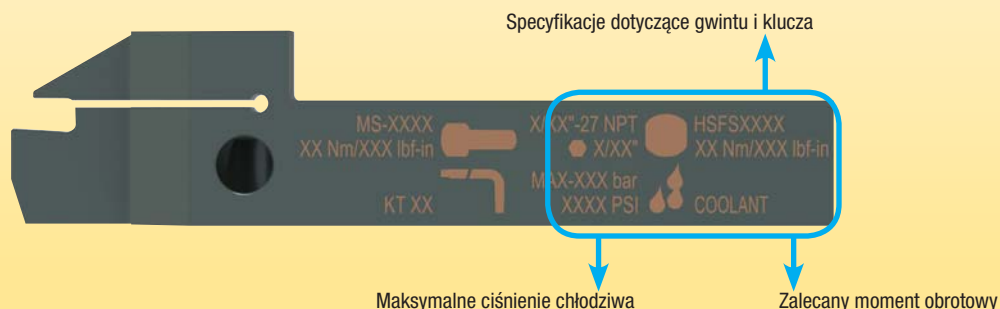 Specyfikacje dotyczące gwintu i klucza
MS-XXXX
XX Nm/XXX lbf-in
KT XX
X/XX"-27 NPT
X/XX"
HSFSXXXX
XX Nm/XXX lbf-in
MAX-XXX bar
XXXX PSI
COOLANT
Maksymalne ciśnienie chłodziwa
Zalecany moment obrotowy